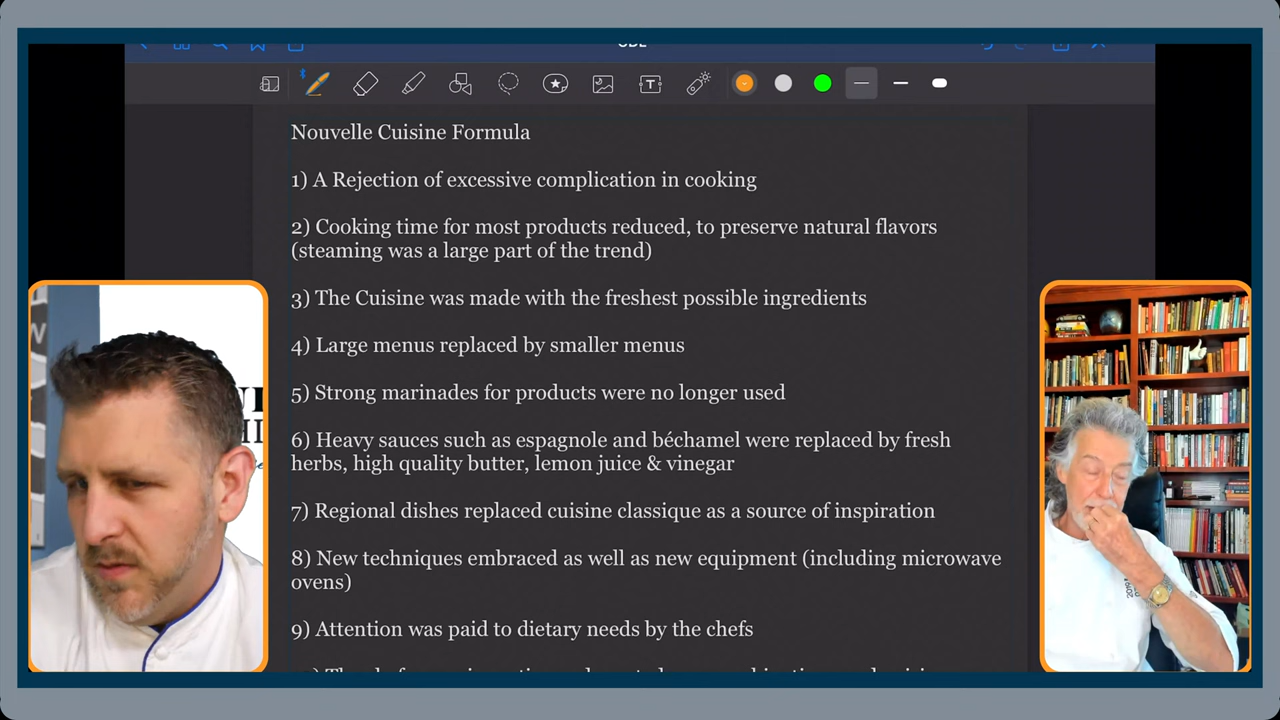 Nouvelle Cuisine Formula
1) A Rejection of excessive complication in cooking
2) Cooking time for most products reduced, to preserve natural flavors
(steaming was a large part of the trend)
3) The Cuisine was made with the freshest possible ingredients
4) Large menus replaced by smaller menus
5) Strong marinades for products were no longer used
6) Heavy sauces such as espagnole and béchamel were replaced by fresh
herbs, high quality butter, lemon juice & vinegar
7) Regional dishes replaced cuisine classique as a source of inspiration
8) New techniques embraced as well as new equipment (including microwave
ovens)
9) Attention was paid to dietary needs by the chefs